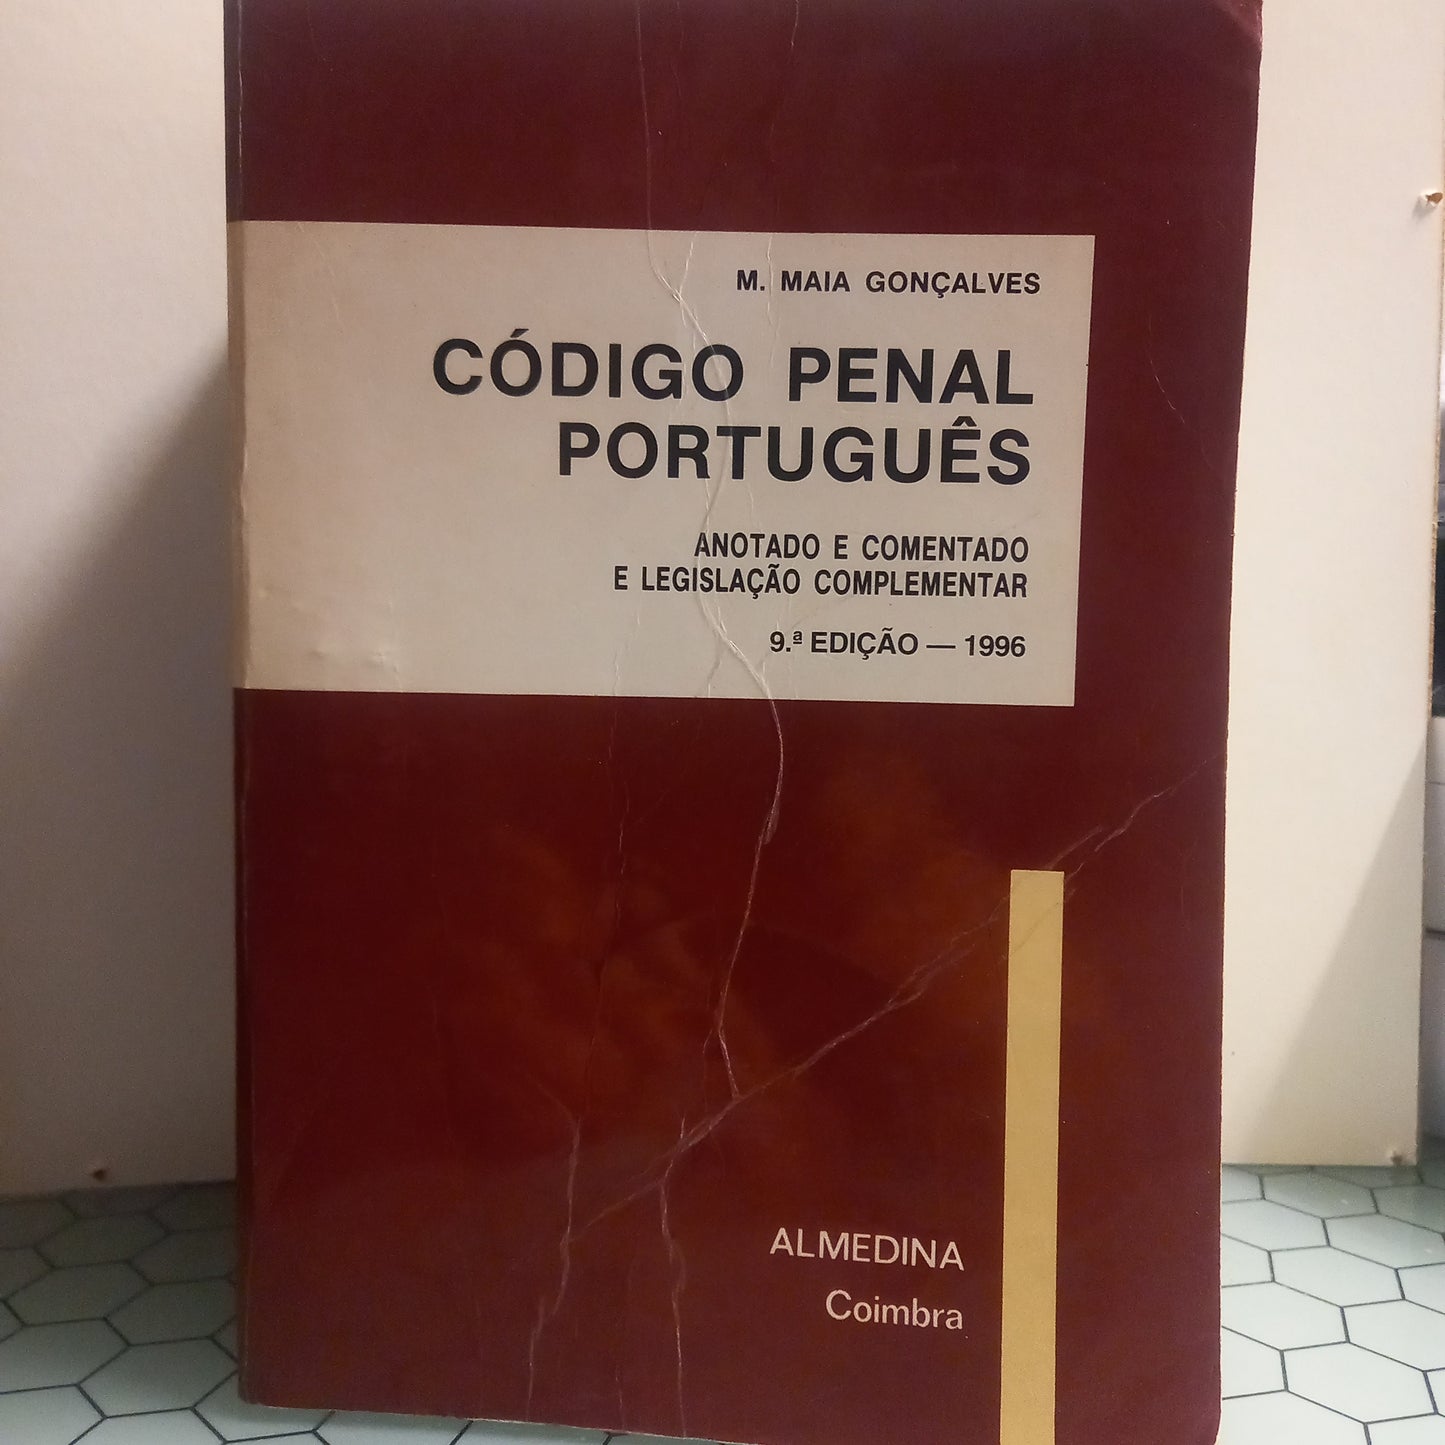 M. MAIA GONÇALVES
CÓDIGO PENAL
PORTUGUÊS
ANOTADO E COMENTADO
E LEGISLAÇÃO COMPLEMENTAR
9.ª EDIÇÃO — 1996
ALMEDINA
Coimbra